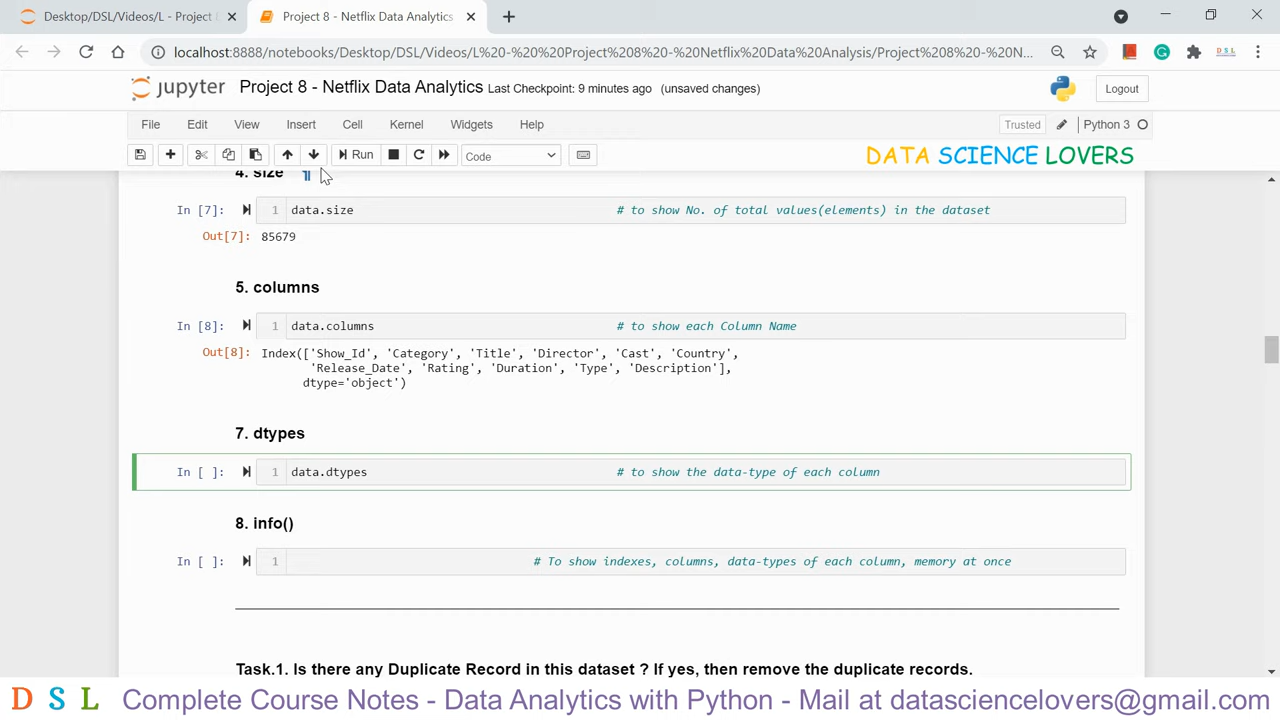 Desktop/DSL/Videos/L - Project
Project 8 - Netflix Data Analytics
localhost:8888/notebooks/Desktop/DSL/Videos/L%20-%20%20Project%208%20-%20Netflix%20Data%20Analysis/Project%208%20-%20N...
jupyter Project 8 - Netflix Data Analytics Last Checkpoint: 9 minutes ago (unsaved changes) Logout
File Edit View Insert Cell Kernel Widgets Help Trusted Python 3
Run Code DATA SCIENCE LOVERS
4. size ¶
In [7]: 1 data.size # to show No. of total values(elements) in the dataset
Out[7]: 85679
5. columns
In [8]: 1 data.columns # to show each Column Name
Out[8]: Index(['Show_Id', 'Category', 'Title', 'Director', 'Cast', 'Country',
'Release_Date', 'Rating', 'Duration', 'Type', 'Description'],
dtype='object')
7. dtypes
In [ ]: 1 data.dtypes # to show the data-type of each column
8. info()
In [ ]: 1 # To show indexes, columns, data-types of each column, memory at once
Task.1. Is there any Duplicate Record in this dataset ? If yes, then remove the duplicate records.
D S L Complete Course Notes - Data Analytics with Python - Mail at datasciencelovers@gmail.com